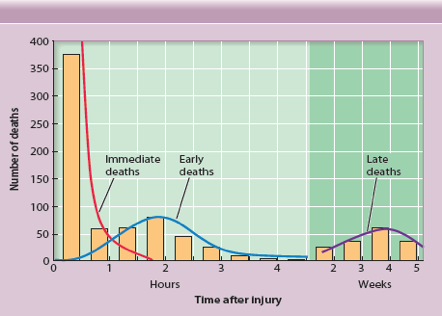 400
350
300
250
200
150
100
50
0
Number of deaths
Immediate deaths
Early deaths
Late deaths
0 1 2 3 4 2 3 4 5
Hours Weeks
Time after injury